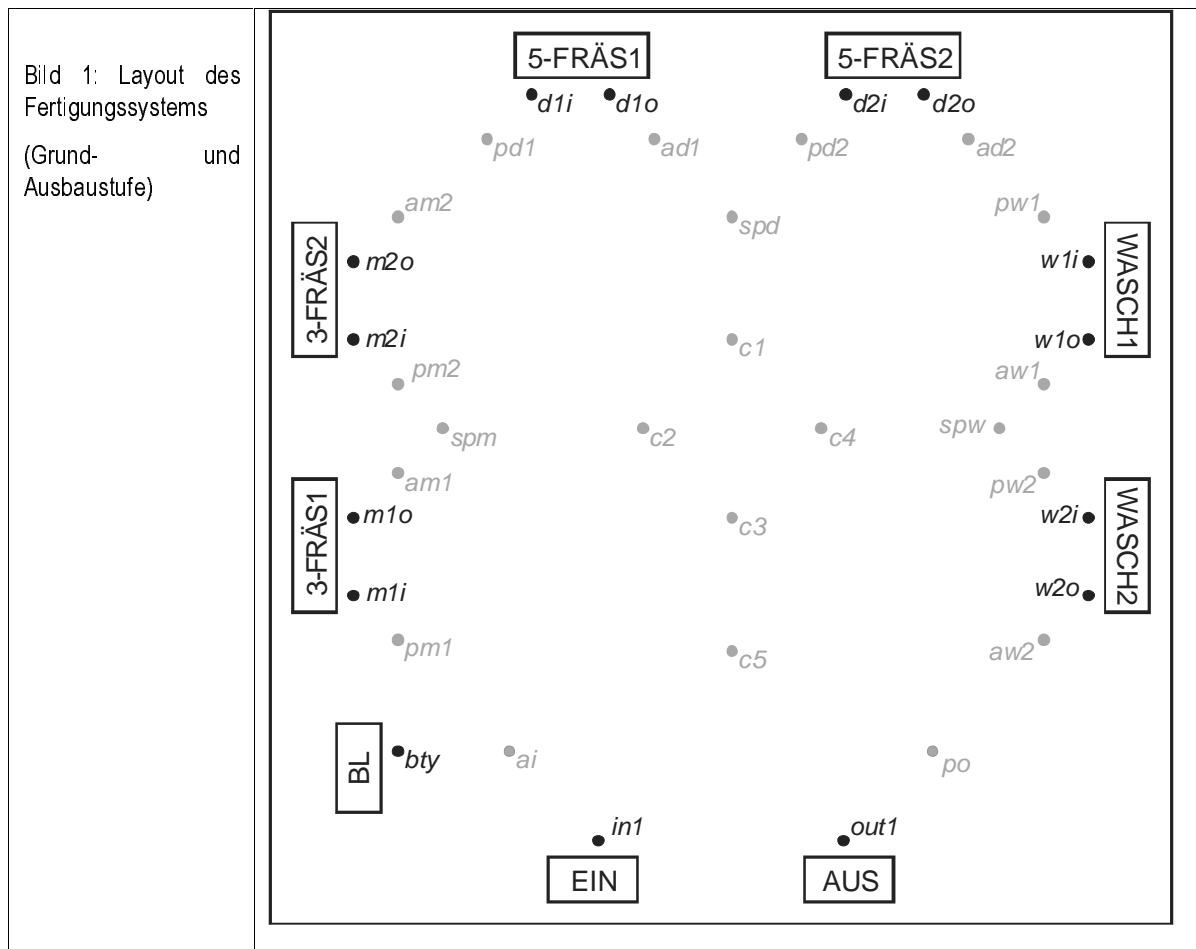 Bild 1: Layout des
Fertigungssystems
(Grund- und
Ausbaustufe)
5-FRÄS1 5-FRÄS2
d1i d1o d2i d2o
pd1 ad1 pd2 ad2
am2 spd pw1
3-FRÄS2 m2o w1i WASCH1
m2i c1 w1o
pm2 aw1
spm c2 c4 spw
am1 pw2
3-FRÄS1 m1o c3 w2i WASCH2
m1i w2o
pm1 c5 aw2
BL bty ai po
in1 out1
EIN AUS